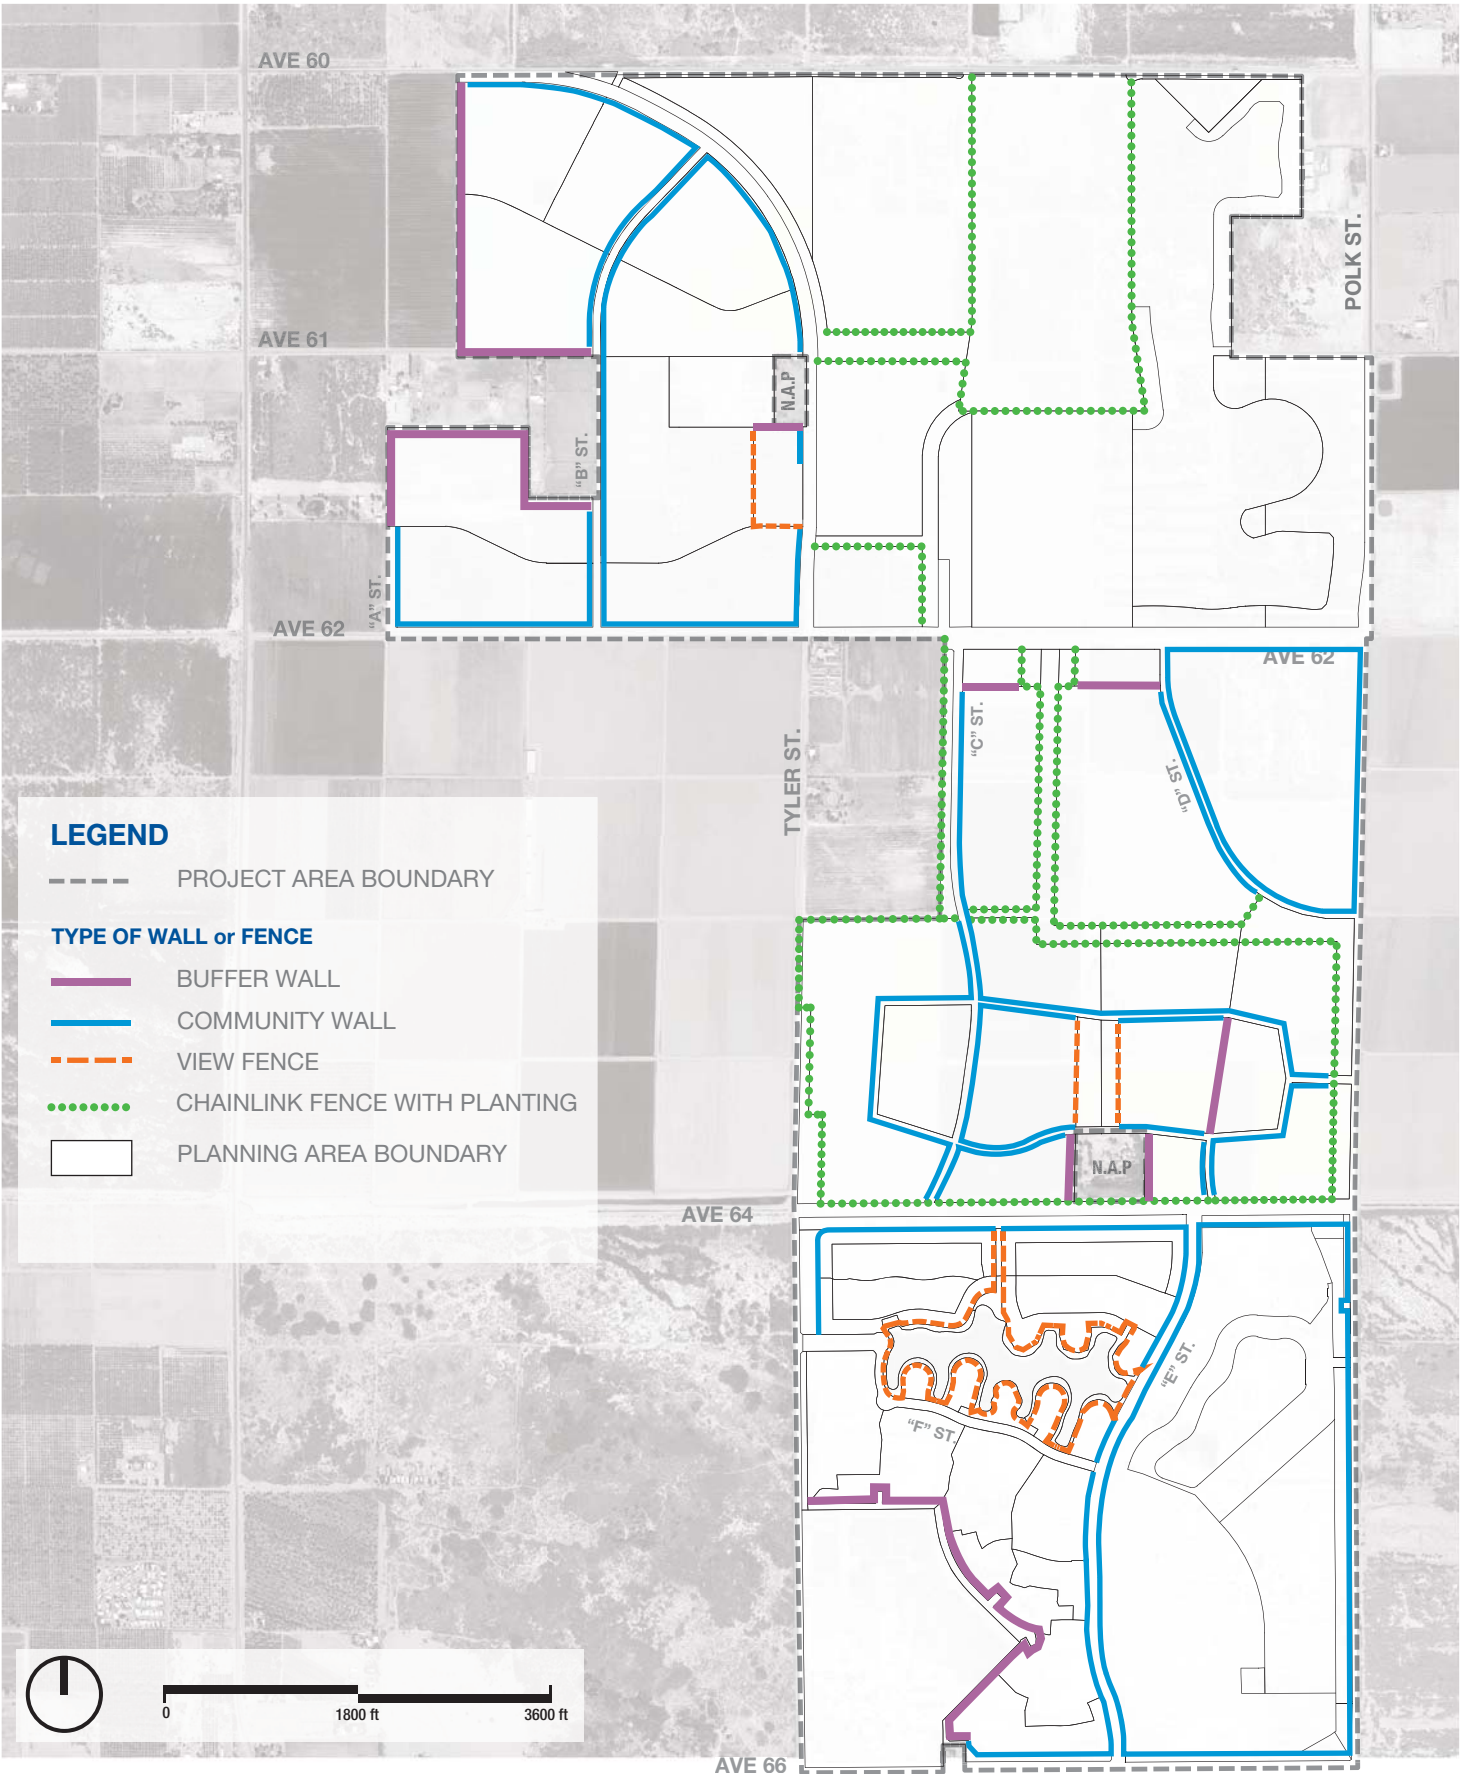 AVE 60
POLK ST.
AVE 61
N.A.P
"B" ST.
"A" ST.
AVE 62
AVE 62
"C" ST.
TYLER ST.
"D" ST.
LEGEND
PROJECT AREA BOUNDARY
TYPE OF WALL or FENCE
BUFFER WALL
COMMUNITY WALL
VIEW FENCE
CHAINLINK FENCE WITH PLANTING
PLANNING AREA BOUNDARY
N.A.P
AVE 64
"E" ST.
"F" ST.
0 1800 ft 3600 ft
AVE 66